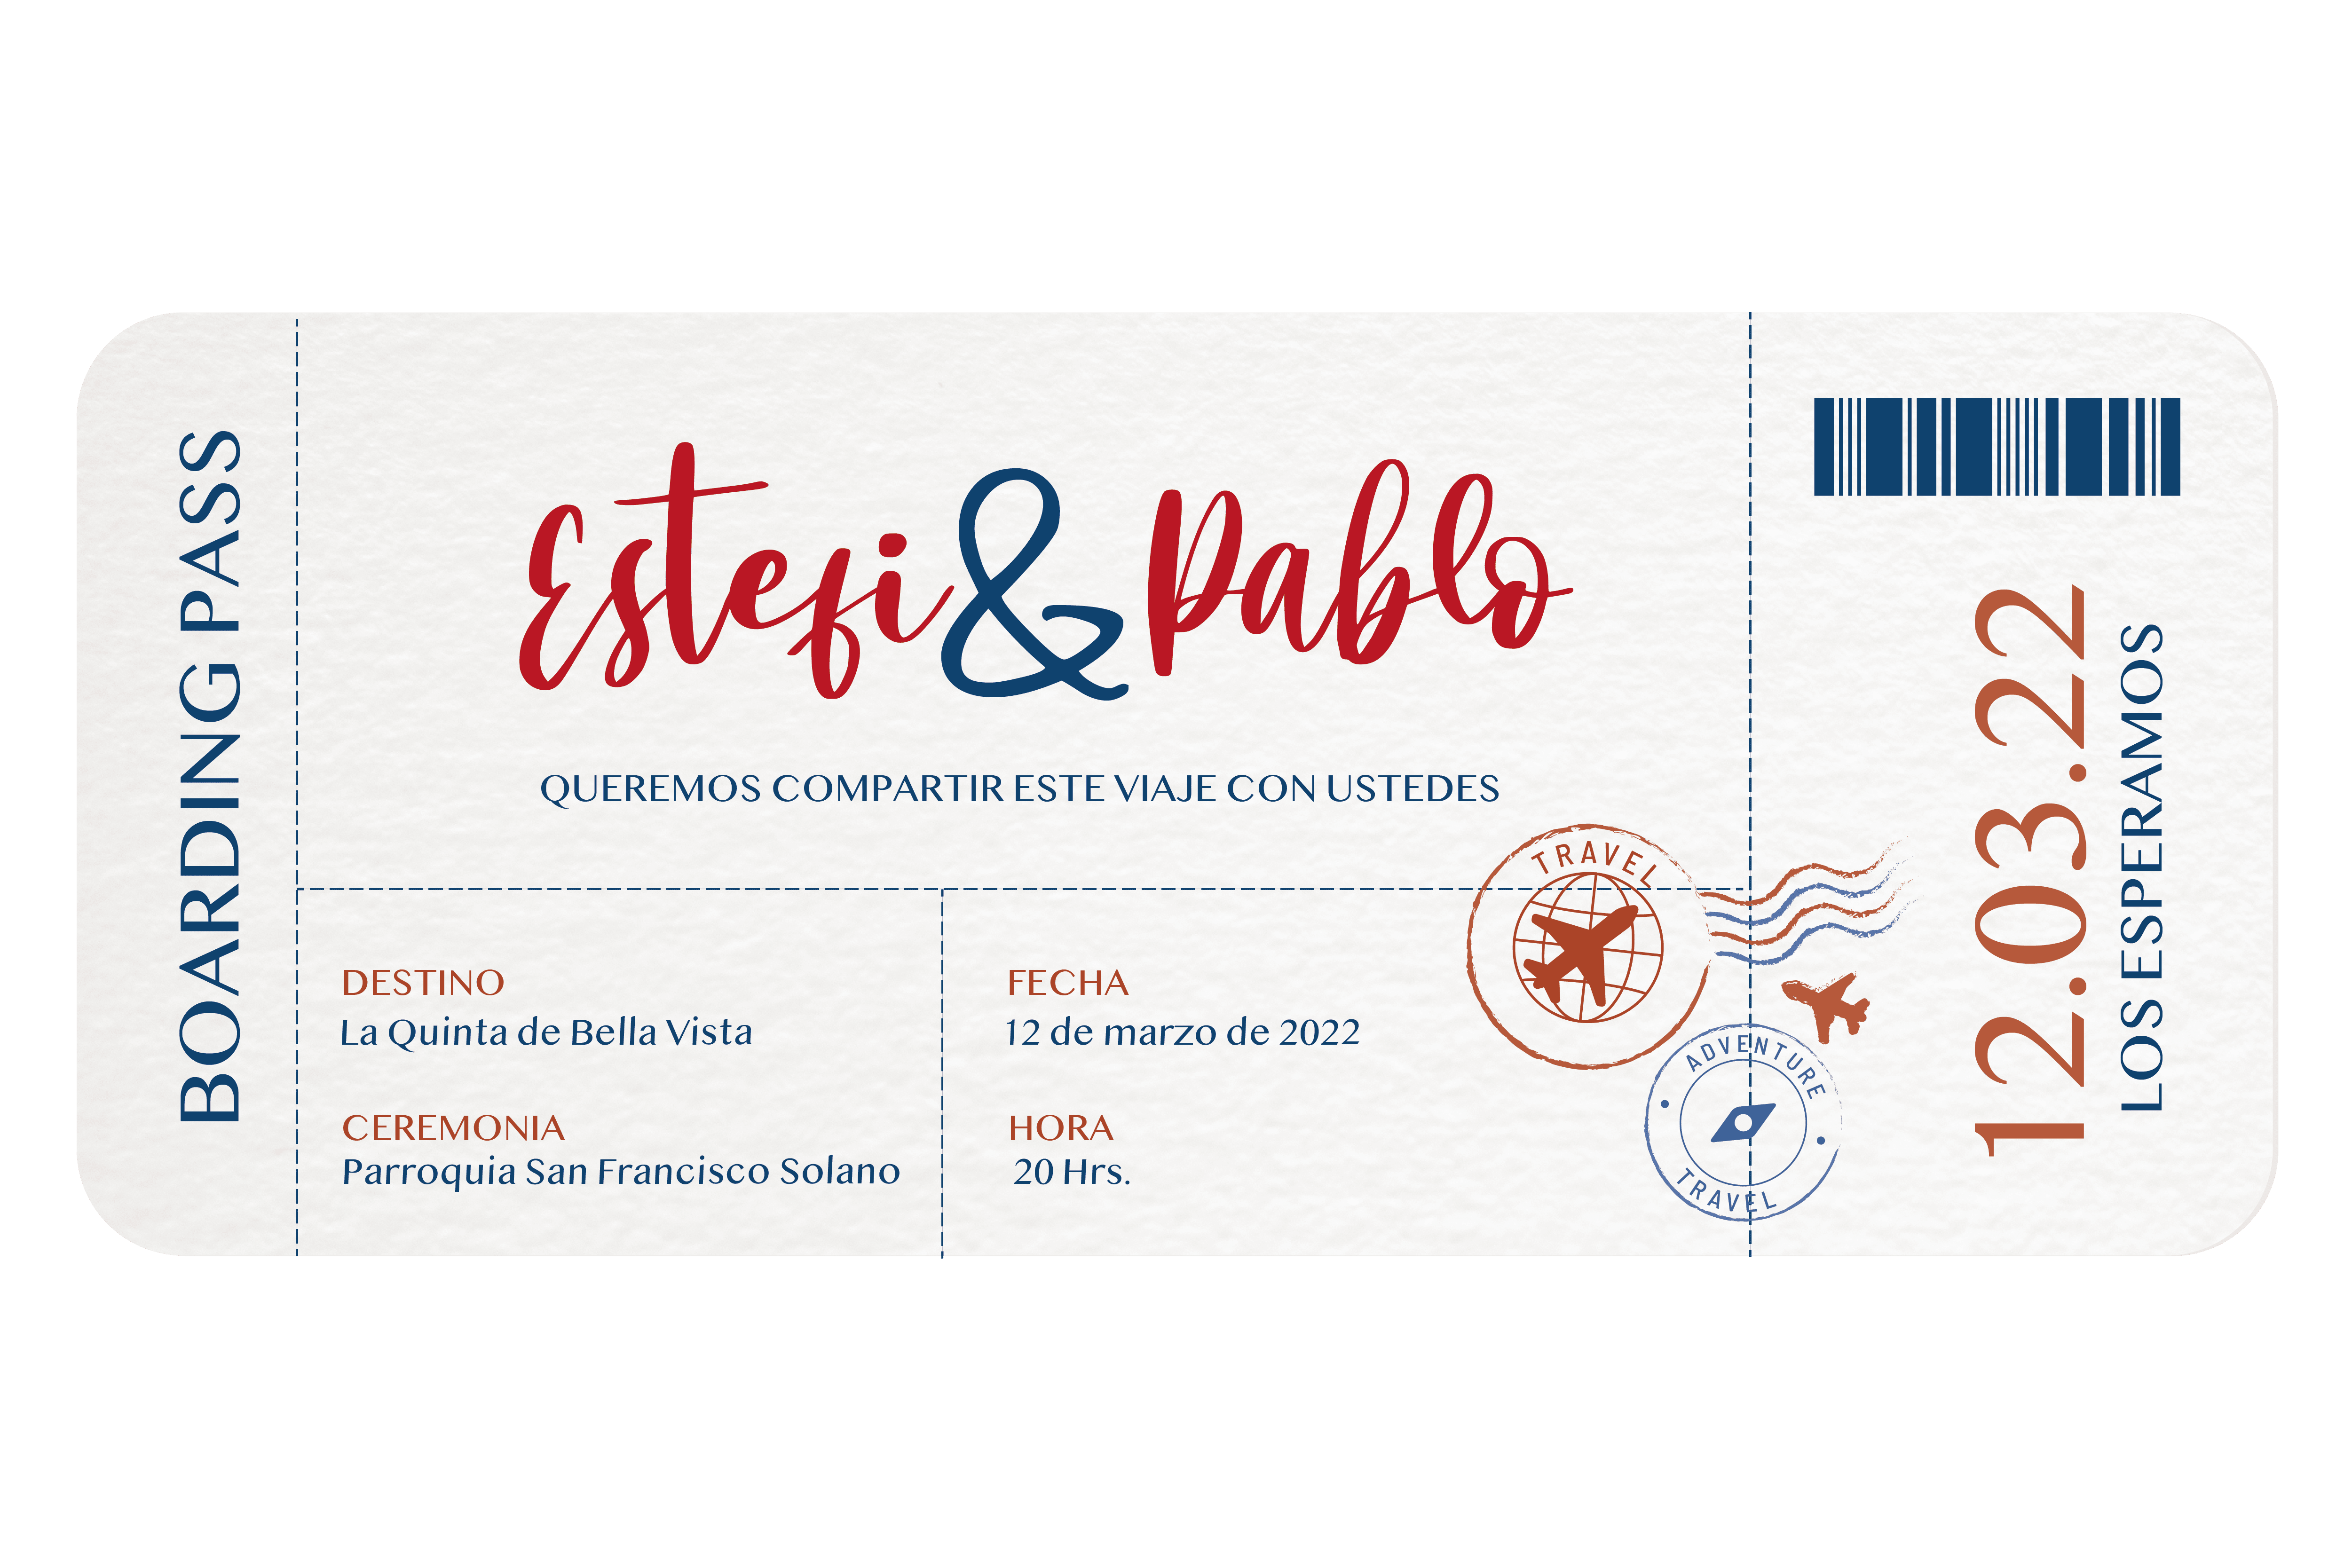 BOARDING PASS
Estefi & Pablo
QUEREMOS COMPARTIR ESTE VIAJE CON USTEDES
DESTINO
La Quinta de Bella Vista
CEREMONIA
Parroquia San Francisco Solano
FECHA
12 de marzo de 2022
HORA
20 Hrs.
TRAVEL
ADVENTURE
TRAVEL
12.03.22
LOS ESPERAMOS